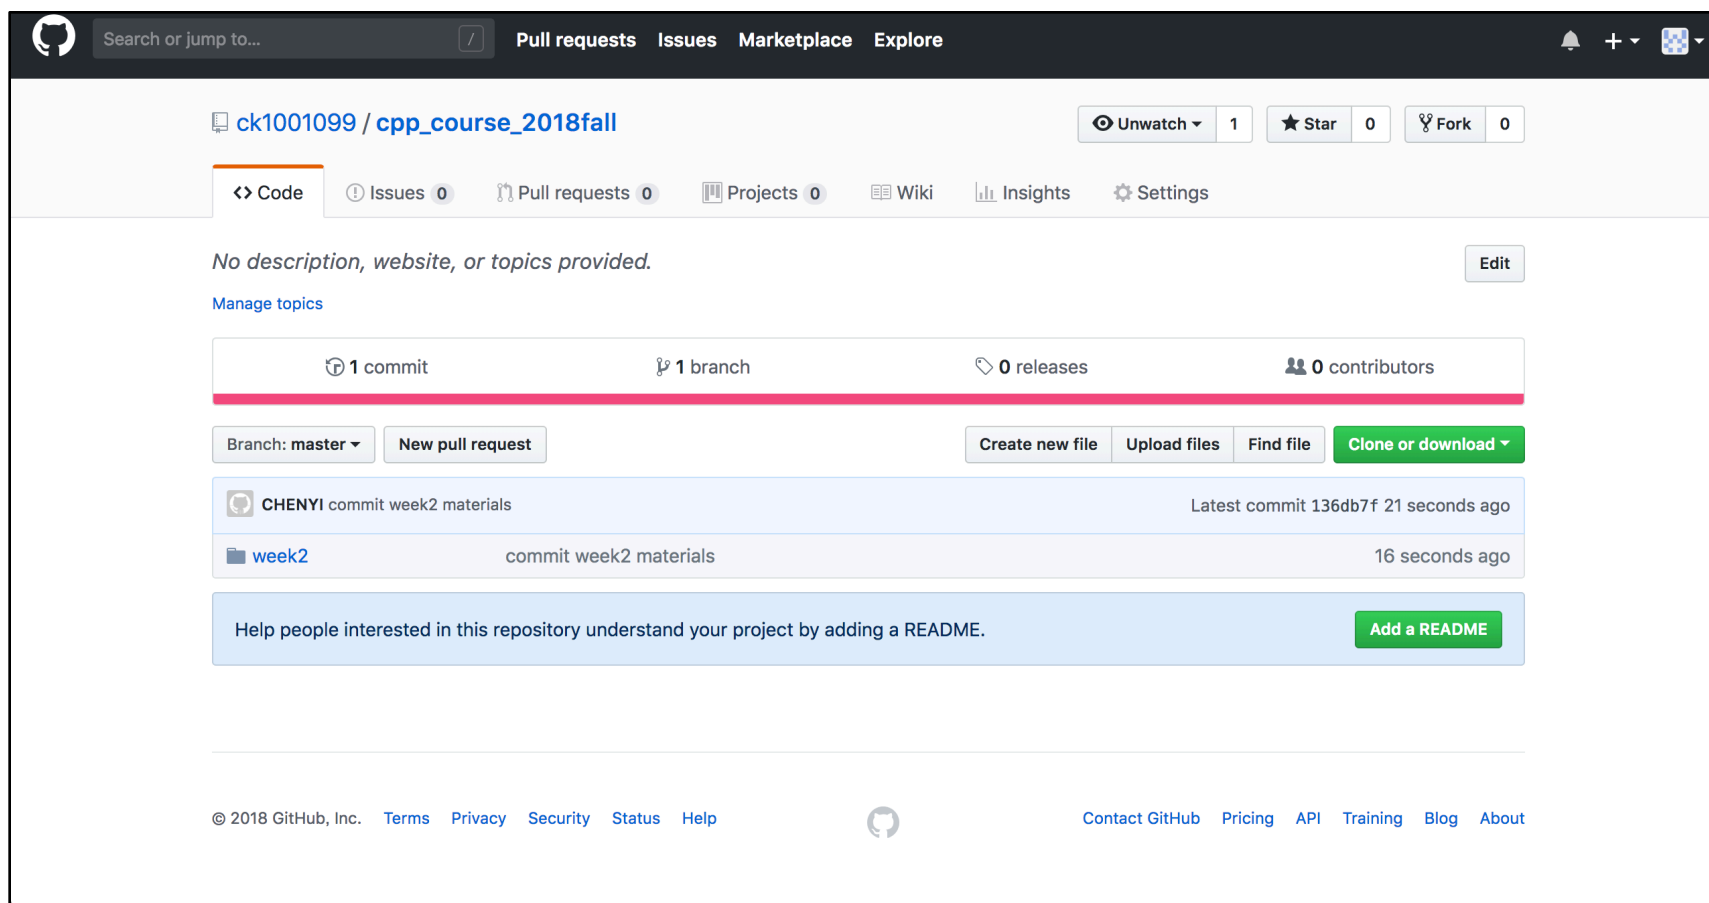 Search or jump to... / Pull requests Issues Marketplace Explore
ck1001099 / cpp_course_2018fall Unwatch 1 Star 0 Fork 0
Code Issues 0 Pull requests 0 Projects 0 Wiki Insights Settings
No description, website, or topics provided. Edit
Manage topics
1 commit 1 branch 0 releases 0 contributors
Branch: master New pull request Create new file Upload files Find file Clone or download
CHENYI commit week2 materials Latest commit 136db7f 21 seconds ago
week2 commit week2 materials 16 seconds ago
Help people interested in this repository understand your project by adding a README. Add a README
© 2018 GitHub, Inc. Terms Privacy Security Status Help Contact GitHub Pricing API Training Blog About